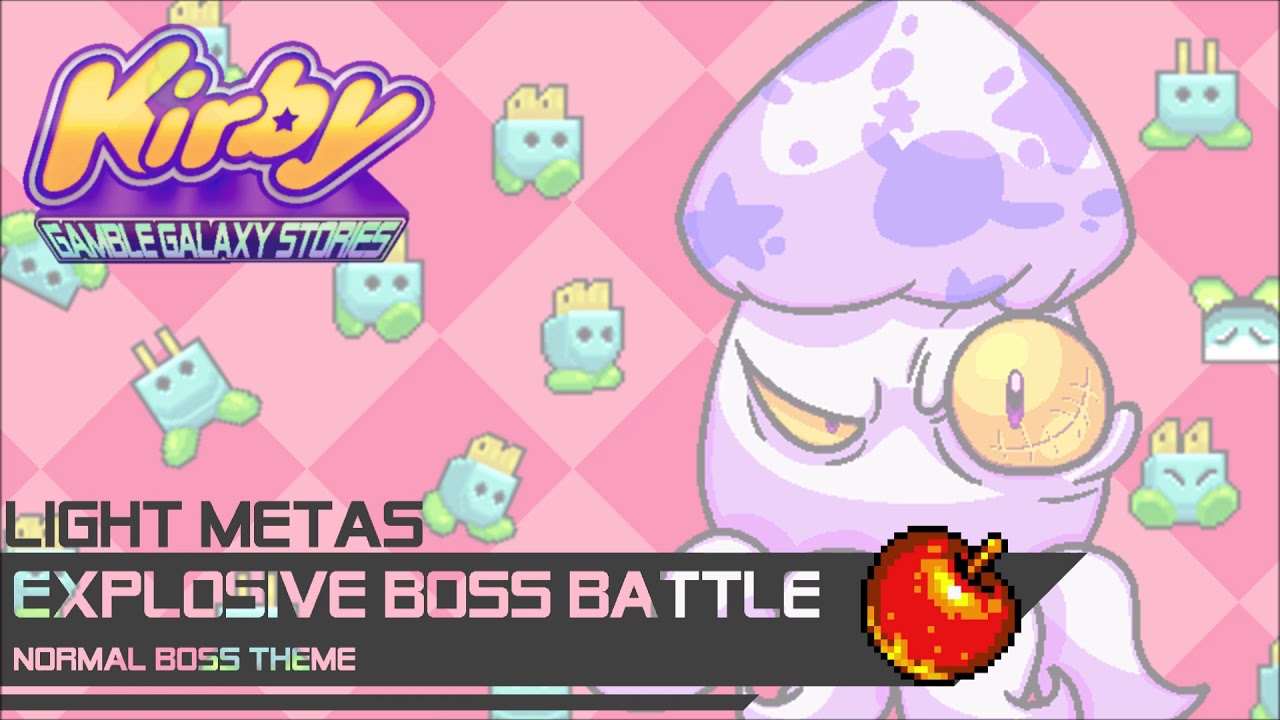 Kirby
GAMBLE GALAXY STORIES
LIGHT METAS
EXPLOSIVE BOSS BATTLE
NORMAL BOSS THEME